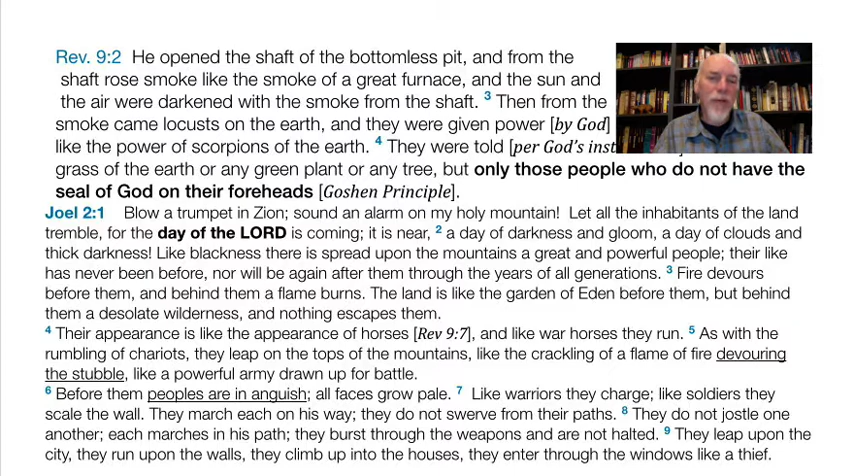 Rev. 9:2 He opened the shaft of the bottomless pit, and from the
shaft rose smoke like the smoke of a great furnace, and the sun and
the air were darkened with the smoke from the shaft. 3 Then from the
smoke came locusts on the earth, and they were given power [by God]
like the power of scorpions of the earth. 4 They were told [per God's inst
grass of the earth or any green plant or any tree, but only those people who do not have the
seal of God on their foreheads [Goshen Principle].
Joel 2:1 Blow a trumpet in Zion; sound an alarm on my holy mountain! Let all the inhabitants of the land
tremble, for the day of the LORD is coming; it is near, 2 a day of darkness and gloom, a day of clouds and
thick darkness! Like blackness there is spread upon the mountains a great and powerful people; their like
has never been before, nor will be again after them through the years of all generations. 3 Fire devours
before them, and behind them a flame burns. The land is like the garden of Eden before them, but behind
them a desolate wilderness, and nothing escapes them.
4 Their appearance is like the appearance of horses [Rev 9:7], and like war horses they run. 5 As with the
rumbling of chariots, they leap on the tops of the mountains, like the crackling of a flame of fire devouring
the stubble, like a powerful army drawn up for battle.
6 Before them peoples are in anguish; all faces grow pale. 7 Like warriors they charge; like soldiers they
scale the wall. They march each on his way; they do not swerve from their paths. 8 They do not jostle one
another; each marches in his path; they burst through the weapons and are not halted. 9 They leap upon the
city, they run upon the walls, they climb up into the houses, they enter through the windows like a thief.